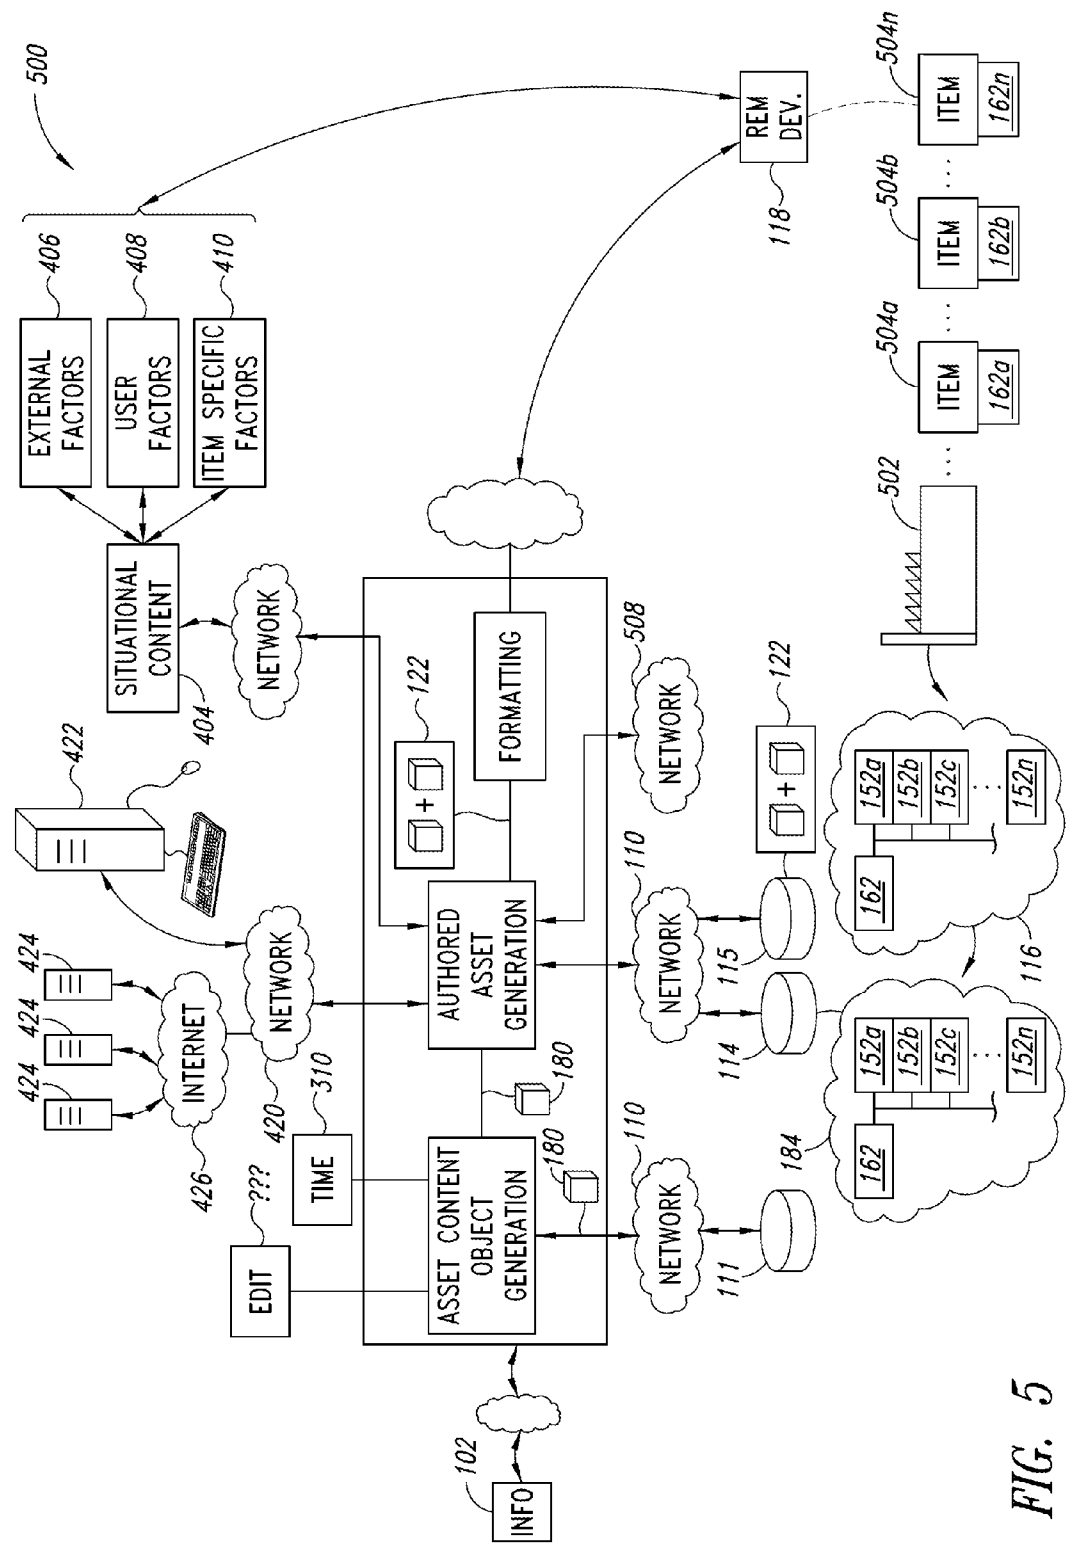 500
EXTERNAL
FACTORS
406
USER
FACTORS
408
ITEM SPECIFIC
FACTORS
410
SITUATIONAL
CONTENT
404
NETWORK
422
424
424
424
INTERNET
426
NETWORK
420
TIME
310
EDIT
???
INFO
102
ASSET CONTENT
OBJECT
GENERATION
180
180
AUTHORED
ASSET
GENERATION
+
122
FORMATTING
REM
DEV.
118
NETWORK
110
NETWORK
110
NETWORK
508
111
114
115
+
122
184
162
152a
152b
152c
152n
116
162
152a
152b
152c
152n
502
ITEM
504a
162a
ITEM
504b
162b
ITEM
504n
162n
FIG. 5